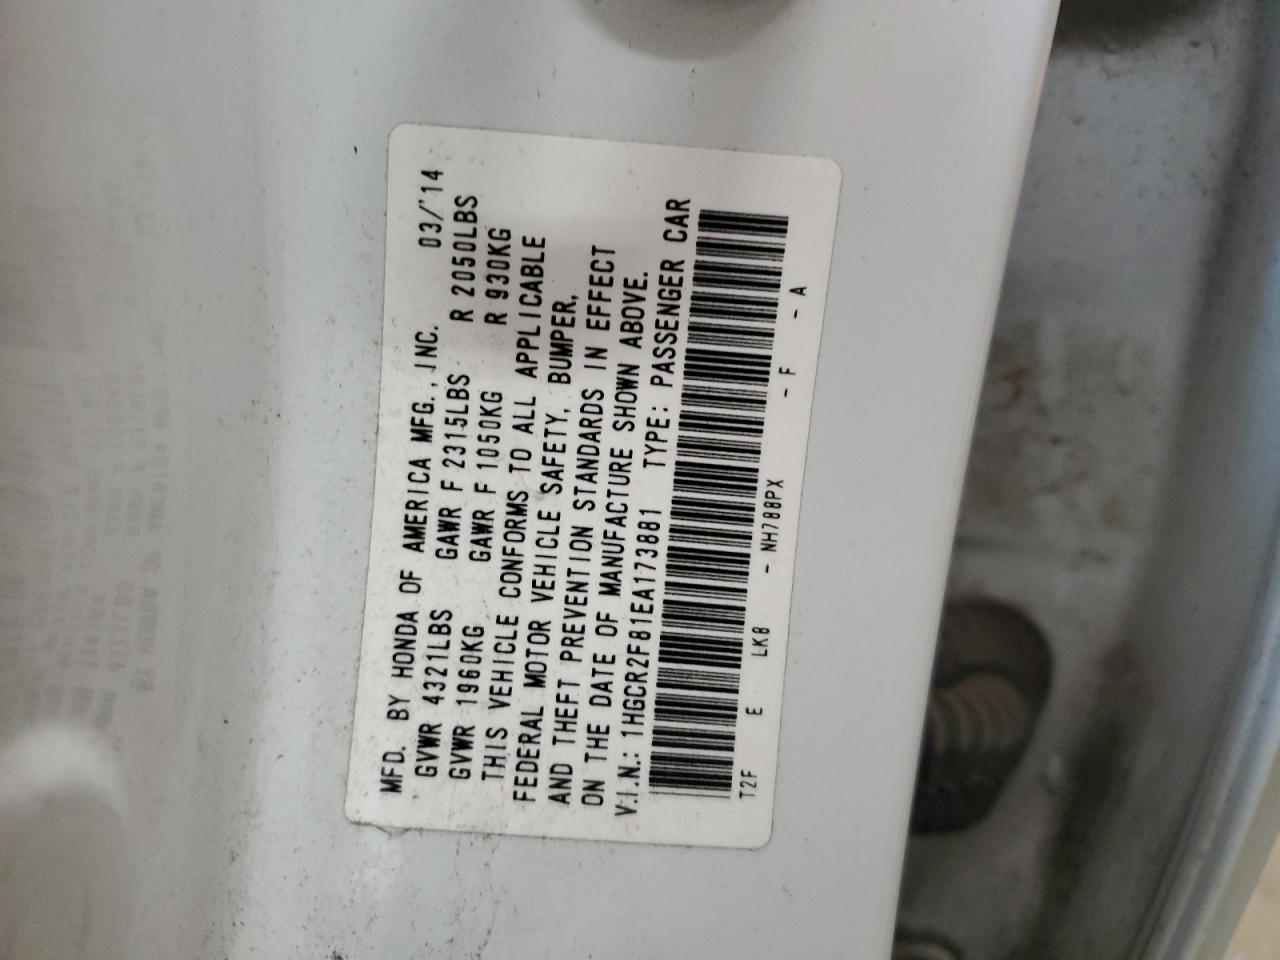 MFD. BY HONDA OF AMERICA MFG.,INC. 03/'14
GVWR 4321LBS GAWR F 2315LBS R 2050LBS
GVWR 1960KG GAWR F 1050KG R 930KG
THIS VEHICLE CONFORMS TO ALL APPLICABLE
FEDERAL MOTOR VEHICLE SAFETY, BUMPER,
AND THEFT PREVENTION STANDARDS IN EFFECT
ON THE DATE OF MANUFACTURE SHOWN ABOVE.
V.I.N.: 1HGCR2F81EA173881 TYPE: PASSENGER CAR
T2F E LK8 - NH788PX - F - A